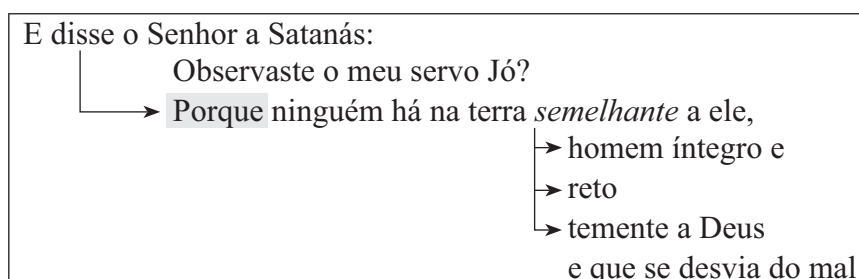 E disse o Senhor a Satanás:
Observaste o meu servo Jó?
Porque ninguém há na terra semelhante a ele,
homem íntegro e
reto
temente a Deus
e que se desvia do mal